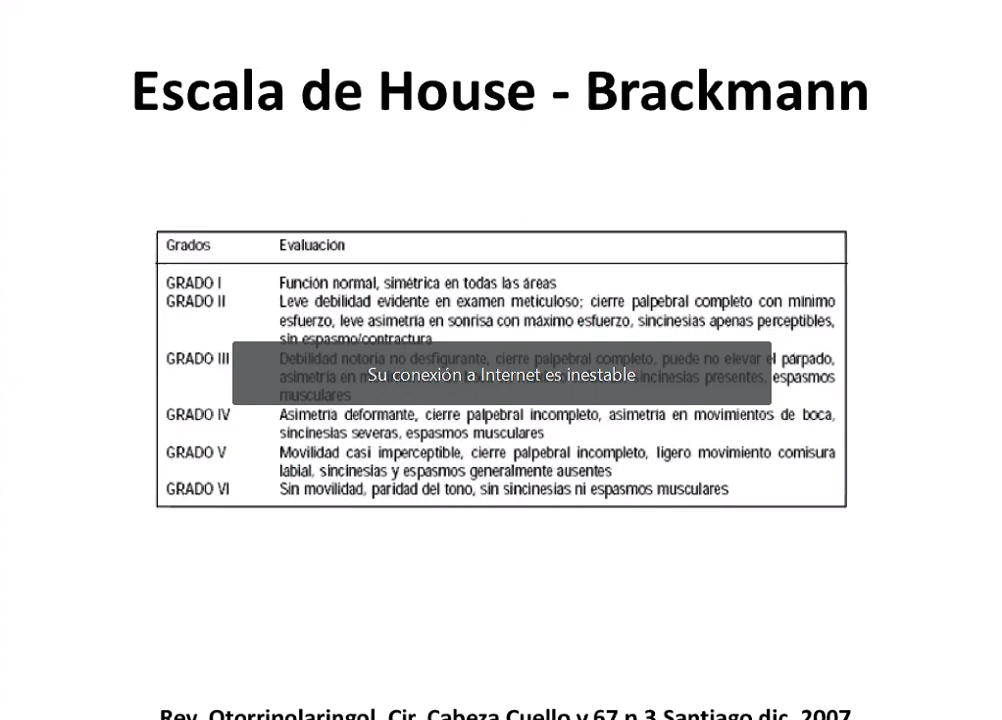 Escala de House - Brackmann
Grados Evaluación
GRADO I Función normal, simétrica en todas las áreas
GRADO II Leve debilidad evidente en examen meticuloso; cierre palpebral completo con mínimo
esfuerzo, leve asimetría en sonrisa con máximo esfuerzo, sincinesias apenas perceptibles,
sin espasmo/contractura
GRADO III Debilidad notoria no desfigurante, cierre palpebral completo, puede no elevar el párpado,
asimetría en sincinesias presentes, espasmos
musculares
Su conexión a Internet es inestable
GRADO IV Asimetría deformante, cierre palpebral incompleto, asimetría en movimientos de boca,
sincinesias severas, espasmos musculares
GRADO V Movilidad casi imperceptible, cierre palpebral incompleto, ligero movimiento comisura
labial, sincinesias y espasmos generalmente ausentes
GRADO VI Sin movilidad, paridad del tono, sin sincinesias ni espasmos musculares
Rev. Otorrinolaringol. Cir. Cabeza Cuello v.67 n.3 Santiago dic. 2007